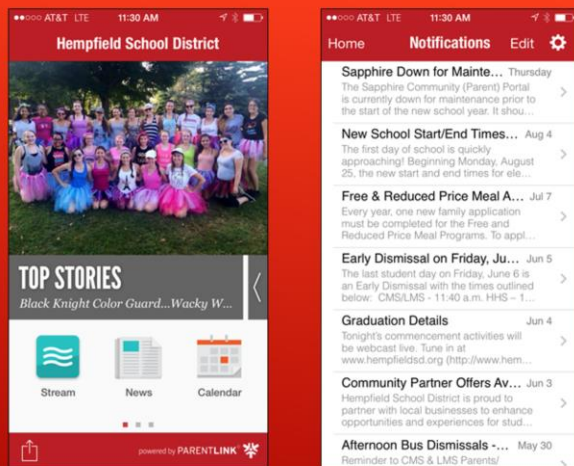 AT&T LTE 11:30 AM
Hempfield School District
TOP STORIES
Black Knight Color Guard...Wacky W...
Stream News Calendar
powered by PARENTLINK
AT&T LTE 11:30 AM
Home Notifications Edit
Sapphire Down for Mainte... Thursday
The Sapphire Community (Parent) Portal
is currently down for maintenance prior to
the start of the new school year. It shou...
New School Start/End Times... Aug 4
The first day of school is quickly
approaching! Beginning Monday, August
25, the new start and end times for ele...
Free & Reduced Price Meal A... Jul 7
Every year, one new family application
must be completed for the Free and
Reduced Price Meal Programs. To appl...
Early Dismissal on Friday, Ju... Jun 5
The last student day on Friday, June 6 is
an Early Dismissal with the times outlined
below: CMS/LMS - 11:40 a.m. HHS – 1...
Graduation Details Jun 4
Tonight's commencement activities will
be webcast live. Tune in at
www.hempfieldsd.org (http://www.hem...
Community Partner Offers Av... Jun 3
Hempfield School District is proud to
partner with local businesses to enhance
opportunities and experiences for stud...
Afternoon Bus Dismissals -... May 30
Reminder to CMS & LMS Parents/